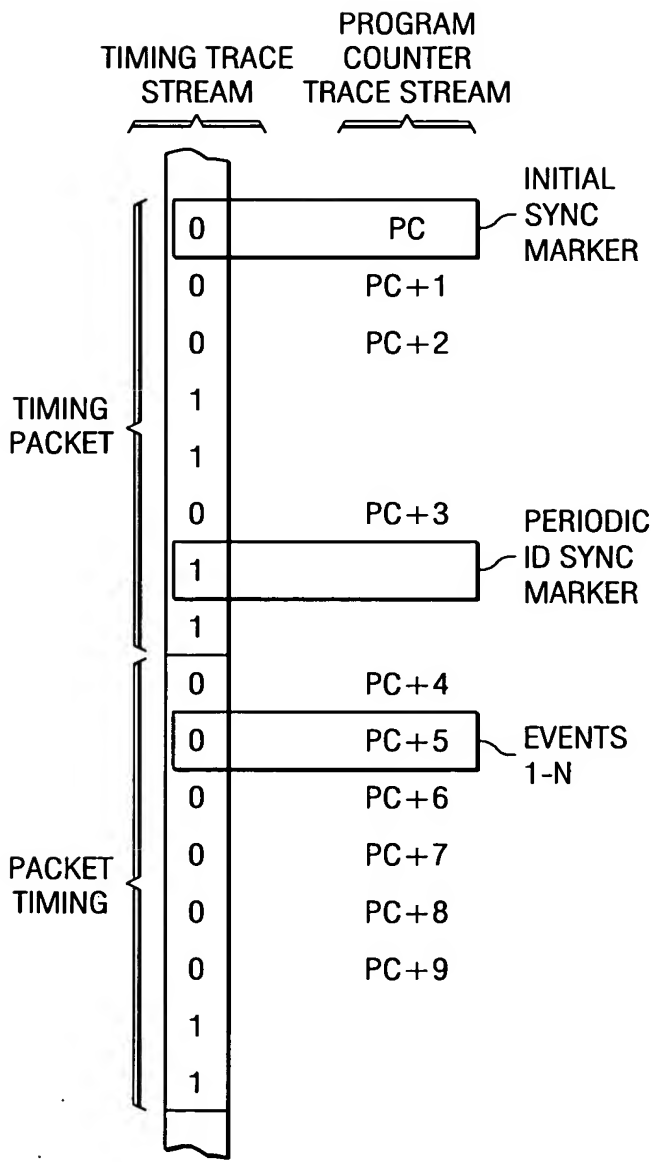 TIMING TRACE
STREAM
PROGRAM
COUNTER
TRACE STREAM
0 PC
INITIAL
SYNC
MARKER
0 PC+1
0 PC+2
1
TIMING
PACKET
1
0 PC+3
1
PERIODIC
ID SYNC
MARKER
1
0 PC+4
0 PC+5
EVENTS
1-N
0 PC+6
0 PC+7
PACKET
TIMING
0 PC+8
0 PC+9
1
1